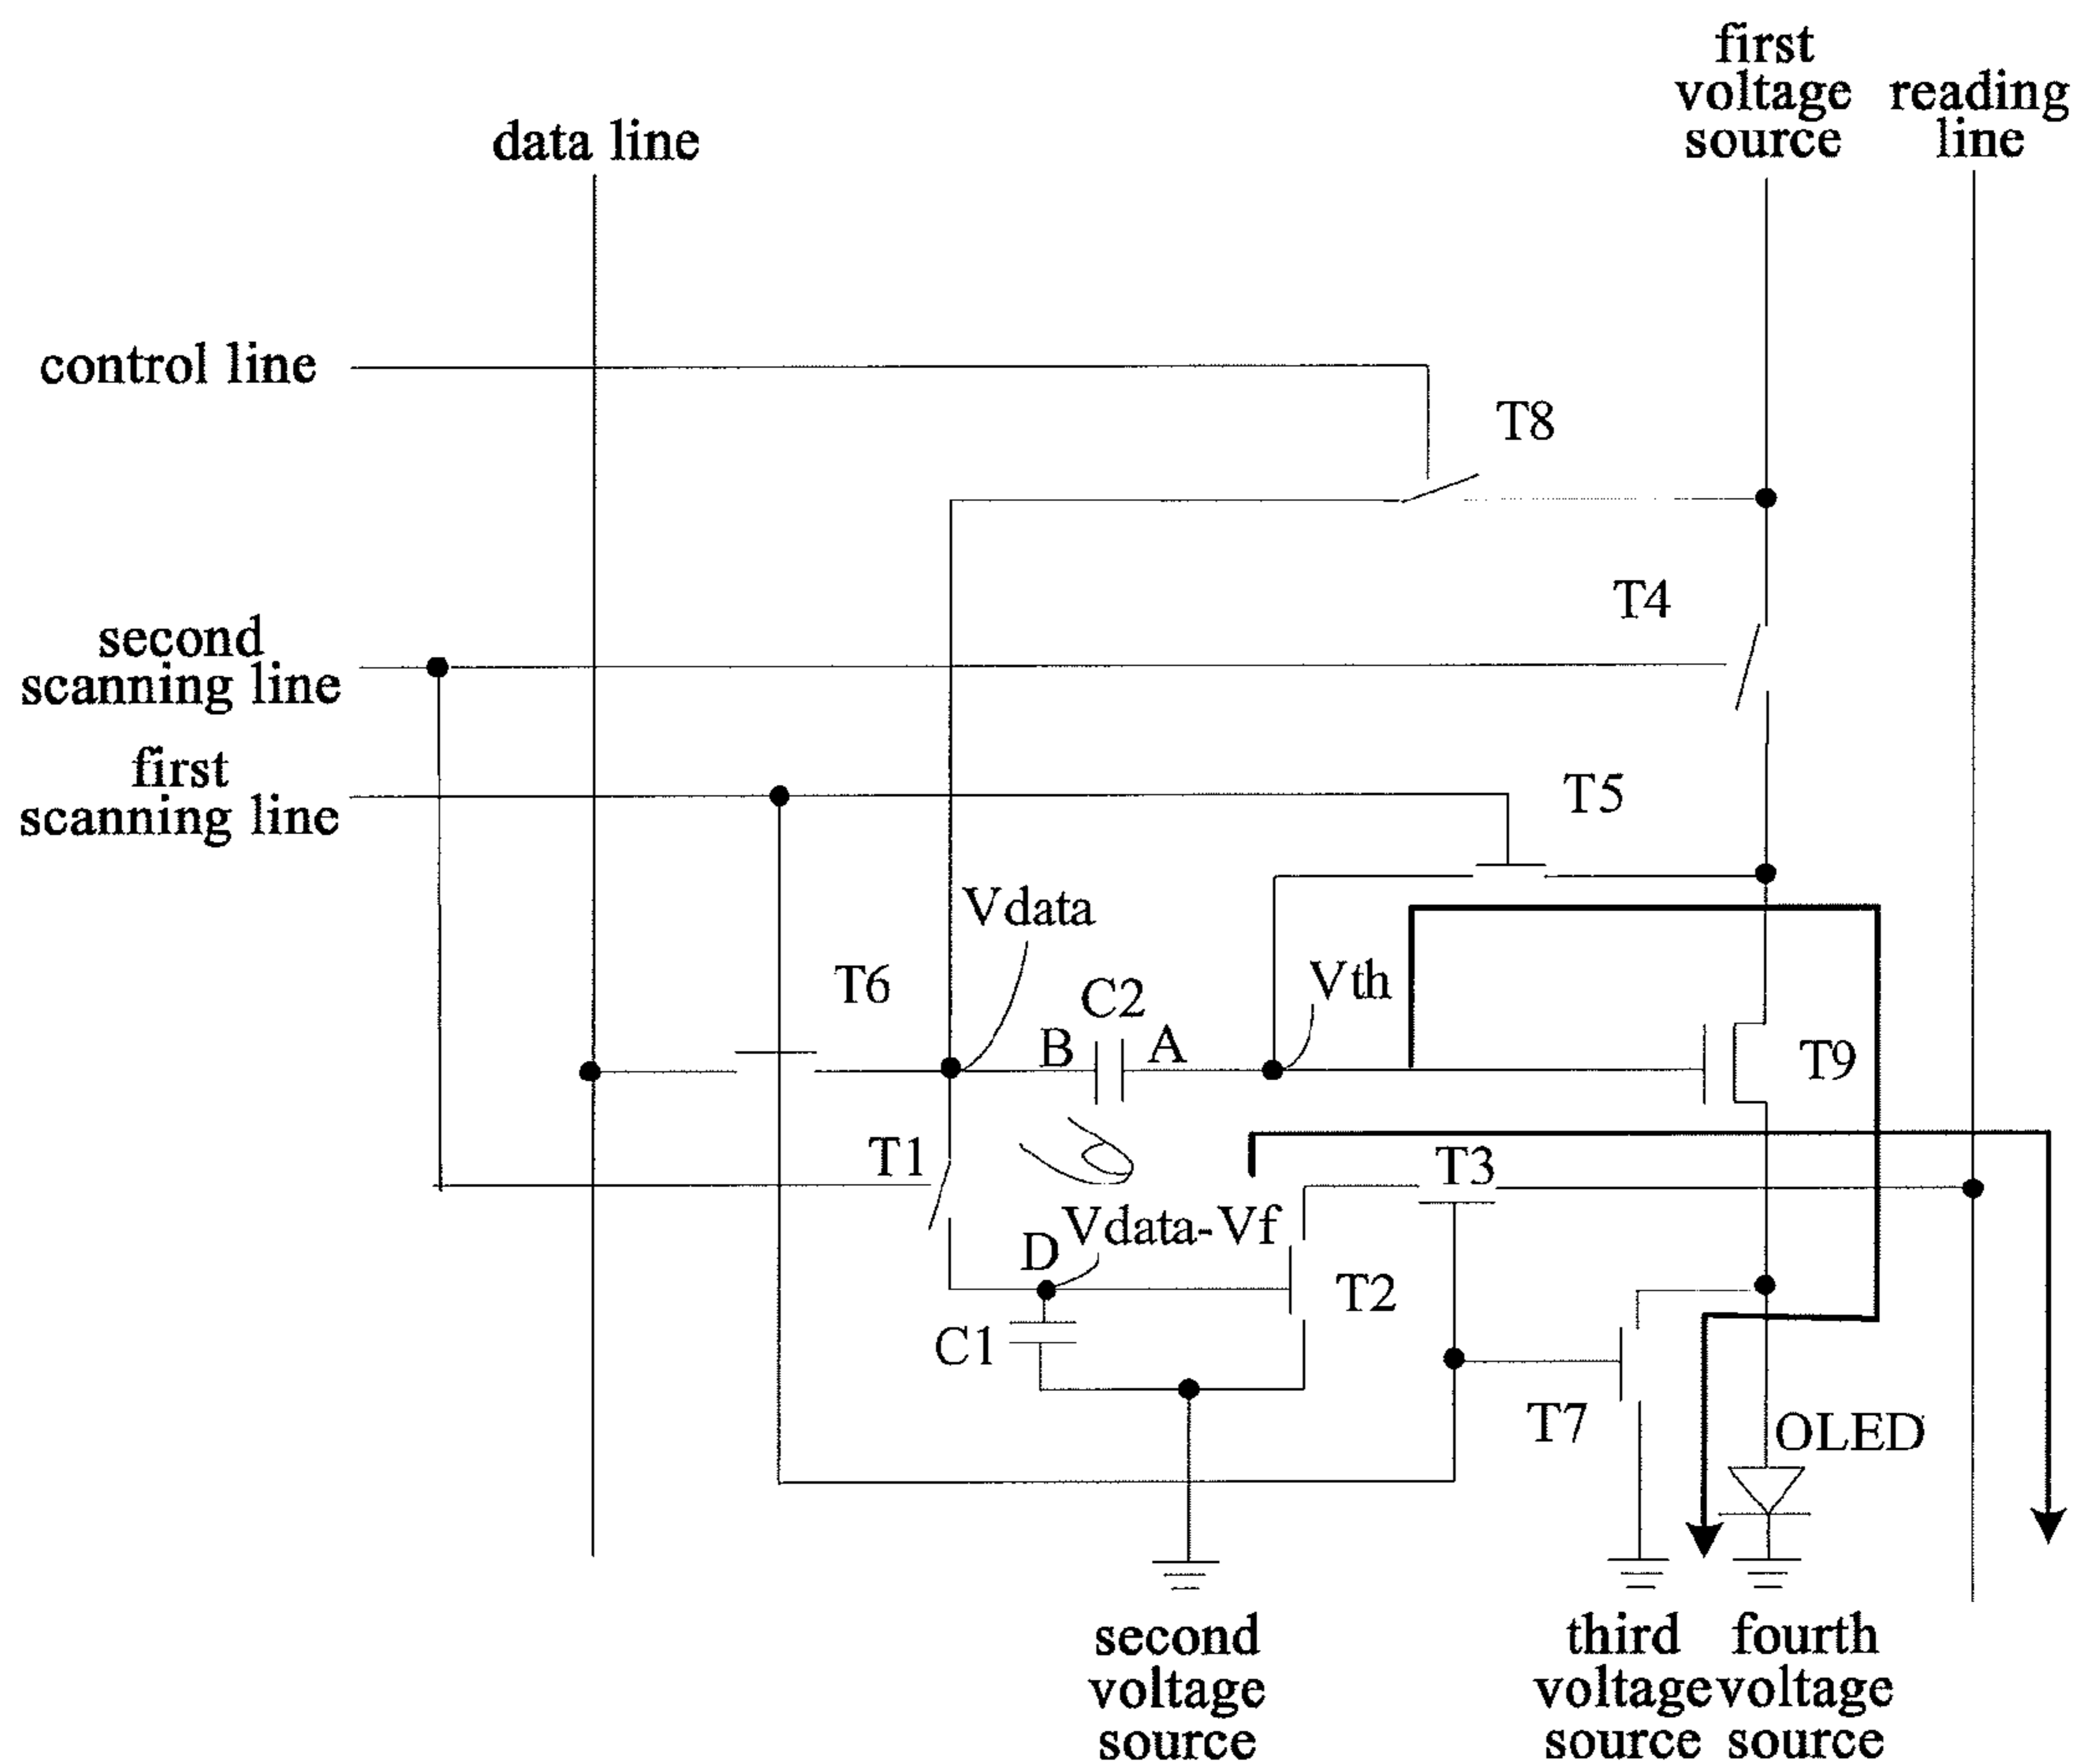 first
voltage
source
reading
line
data line
control line
T8
T4
second
scanning line
first
scanning line
T5
Vdata
T6
C2
Vth
B
A
T9
T1
T3
Vdata-Vf
D
T2
C1
T7
OLED
second
voltage
source
third
voltage
source
fourth
voltage
source